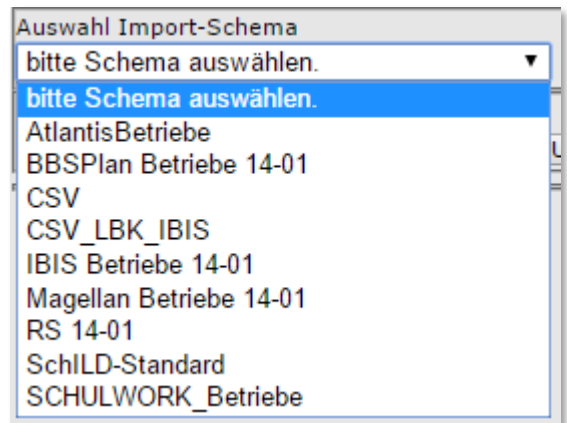 Auswahl Import-Schema
bitte Schema auswählen.
bitte Schema auswählen.
AtlantisBetriebe
BBSPlan Betriebe 14-01
CSV
CSV_LBK_IBIS
IBIS Betriebe 14-01
Magellan Betriebe 14-01
RS 14-01
SchILD-Standard
SCHULWORK_Betriebe